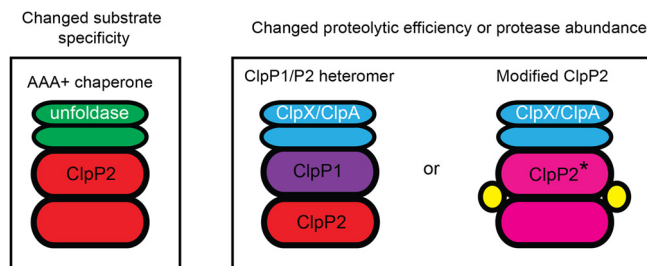 Changed substrate
specificity
Changed proteolytic efficiency or protease abundance
AAA+ chaperone
unfoldase
ClpP2
ClpP1/P2 heteromer
ClpX/ClpA
ClpP1
ClpP2
or
Modified ClpP2
ClpX/ClpA
ClpP2*